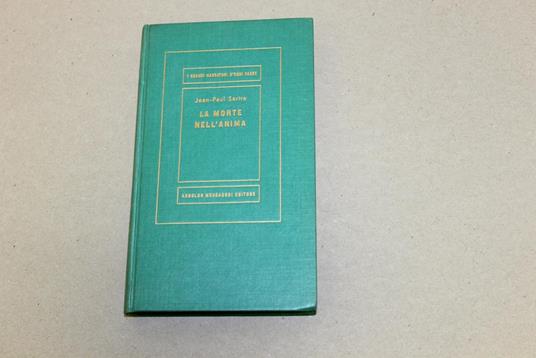 I GRANDI NARRATORI D'OGNI PAESE
Jean-Paul Sartre
LA MORTE
NELL'ANIMA
ARNOLDO MONDADORI EDITORE